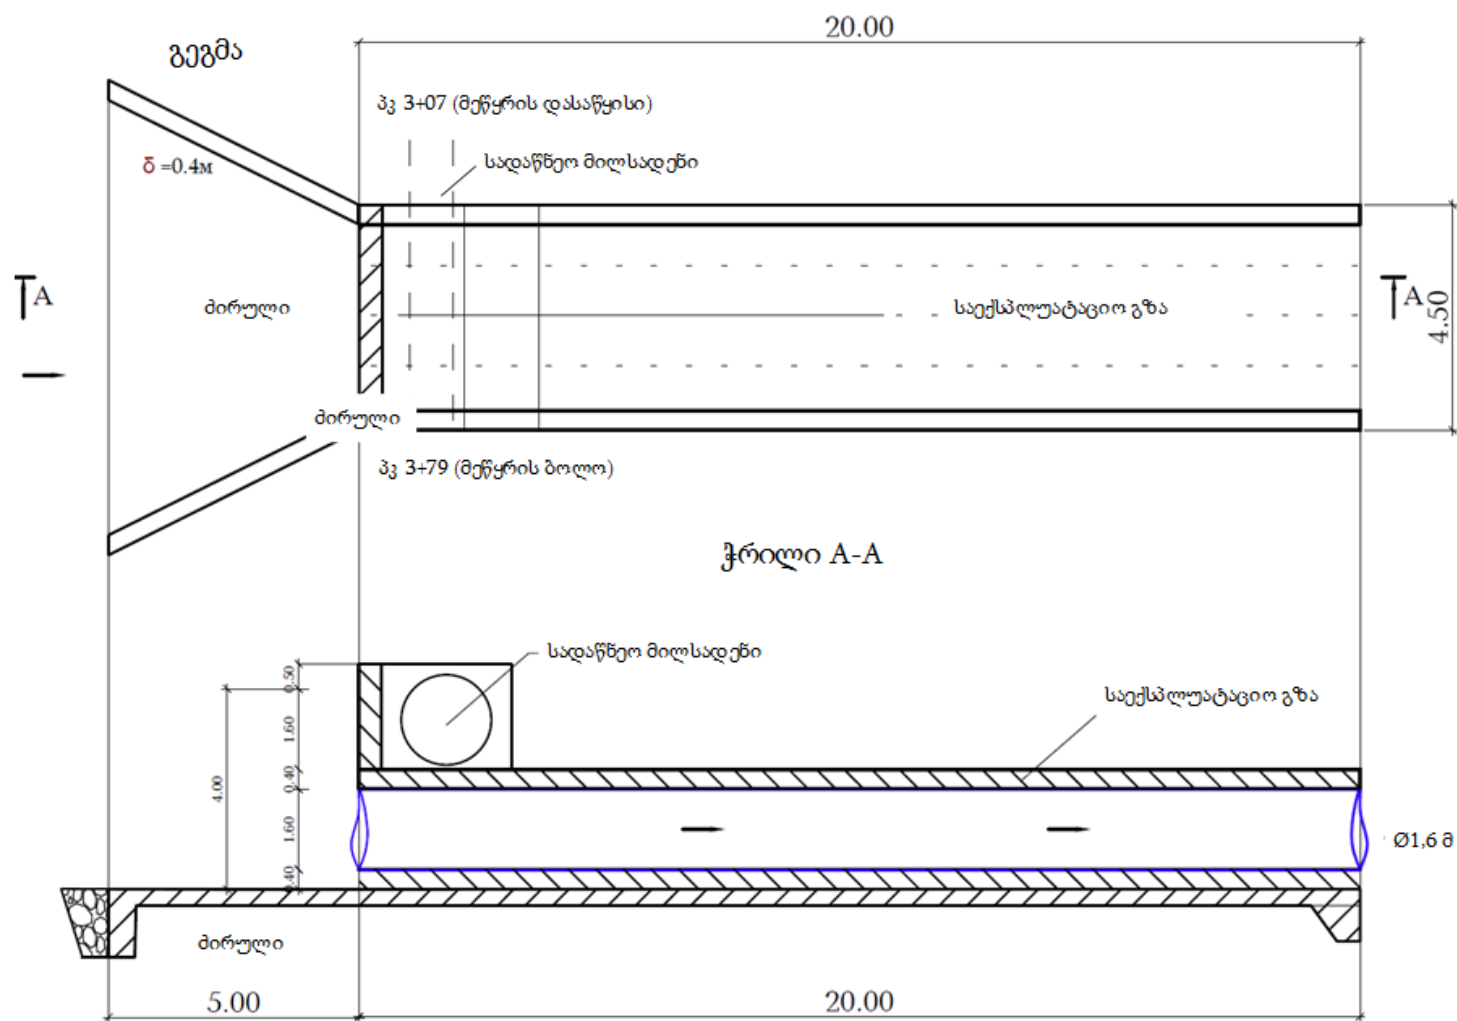 გეგმა
20.00
პკ 3+07 (მეწყრის დასაწყისი)
δ =0.4м
სადაწნეო მილსადენი
A
ძირული
საექსპლუატაციო გზა
A
4.50
ძირული
პკ 3+79 (მეწყრის ბოლო)
ჭრილი A-A
სადაწნეო მილსადენი
0.50
საექსპლუატაციო გზა
1.60
4.00
0.40
1.60
Ø1,6 მ
0.40
ძირული
5.00
20.00